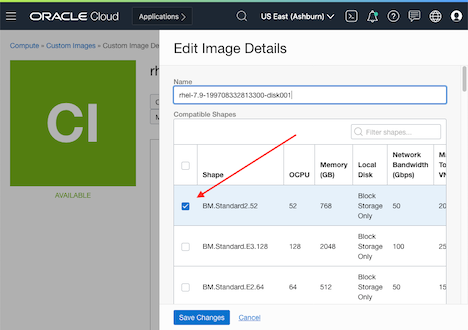 ORACLE Cloud
Applications >
US East (Ashburn)
Compute » Custom Images » Custom Image De
Edit Image Details
CI
AVAILABLE
rh
C
M
Name
rhel-7.9-199708332813300-disk001
Compatible Shapes
Filter shapes...
Shape
OCPU
Memory
(GB)
Local
Disk
Network
Bandwidth
(Gbps)
M
To
VN
BM.Standard2.52
52
768
Block
Storage
Only
50
20
BM.Standard.E3.128
128
2048
Block
Storage
Only
100
25
BM.Standard.E2.64
64
512
Block
Storage
Only
50
15
Save Changes
Cancel